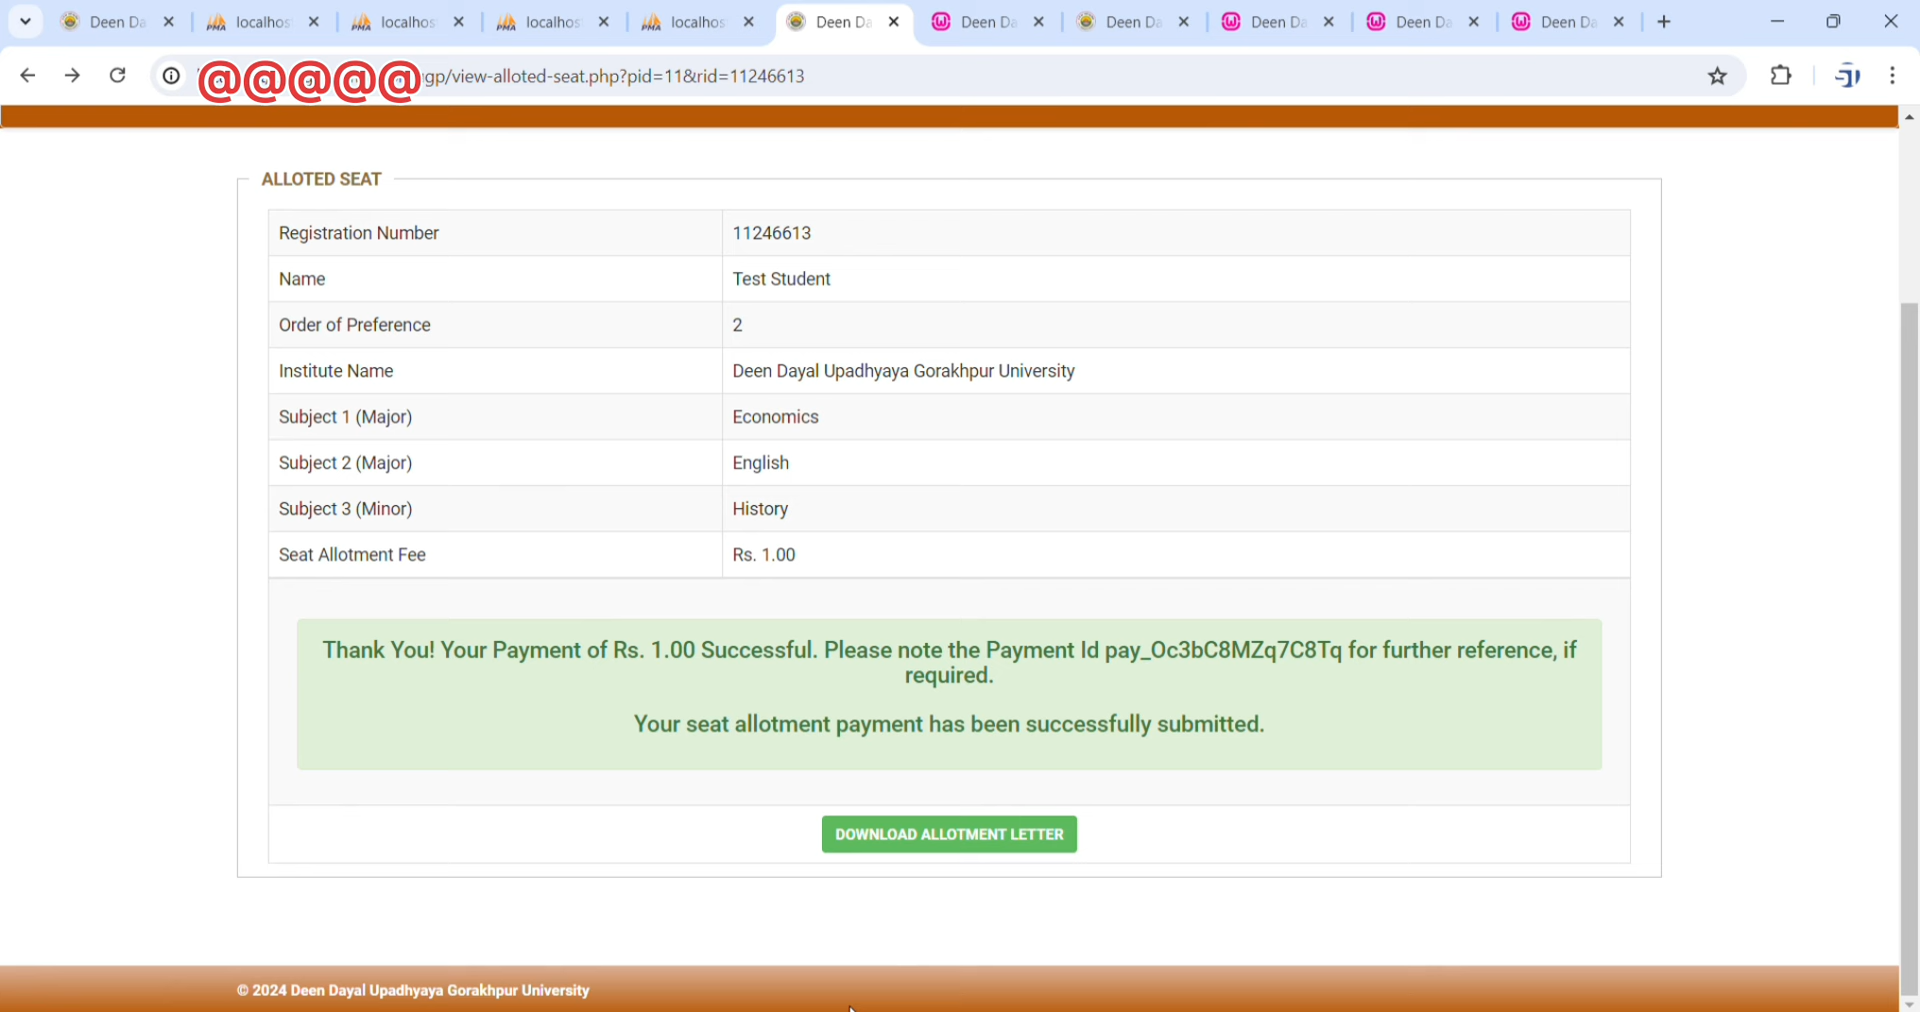 Deen Da
localhos
localhos
localhos
localhos
Deen Da
Deen Da
Deen Da
Deen Da
Deen Da
Deen Da
@@@@@gp/view-alloted-seat.php?pid=11&rid=11246613
ALLOTED SEAT
Registration Number 11246613
Name Test Student
Order of Preference 2
Institute Name Deen Dayal Upadhyaya Gorakhpur University
Subject 1 (Major) Economics
Subject 2 (Major) English
Subject 3 (Minor) History
Seat Allotment Fee Rs. 1.00
Thank You! Your Payment of Rs. 1.00 Successful. Please note the Payment Id pay_Oc3bC8MZq7C8Tq for further reference, if
required.
Your seat allotment payment has been successfully submitted.
DOWNLOAD ALLOTMENT LETTER
© 2024 Deen Dayal Upadhyaya Gorakhpur University